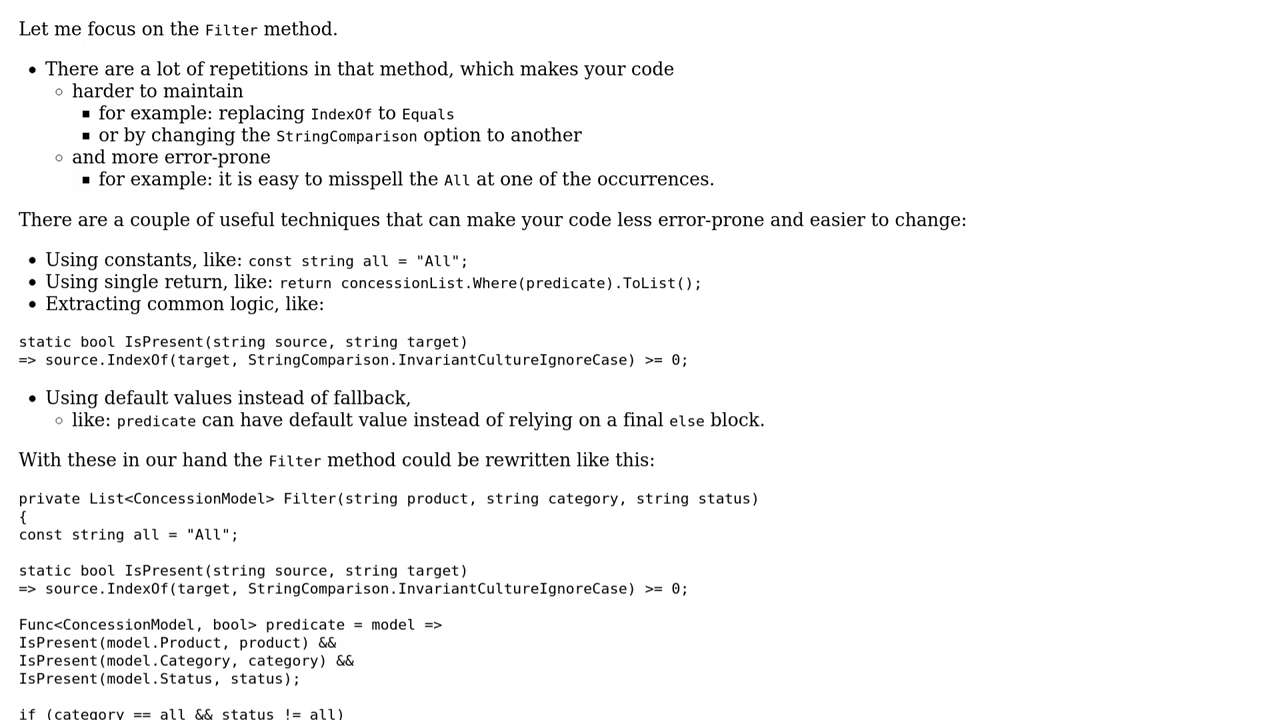 Let me focus on the Filter method.
There are a lot of repetitions in that method, which makes your code
harder to maintain
for example: replacing IndexOf to Equals
or by changing the StringComparison option to another
and more error-prone
for example: it is easy to misspell the All at one of the occurrences.
There are a couple of useful techniques that can make your code less error-prone and easier to change:
Using constants, like: const string all = "All";
Using single return, like: return concessionList.Where(predicate).ToList();
Extracting common logic, like:
static bool IsPresent(string source, string target)
=> source.IndexOf(target, StringComparison.InvariantCultureIgnoreCase) >= 0;
Using default values instead of fallback,
like: predicate can have default value instead of relying on a final else block.
With these in our hand the Filter method could be rewritten like this:
private List<ConcessionModel> Filter(string product, string category, string status)
{
const string all = "All";
static bool IsPresent(string source, string target)
=> source.IndexOf(target, StringComparison.InvariantCultureIgnoreCase) >= 0;
Func<ConcessionModel, bool> predicate = model =>
IsPresent(model.Product, product) &&
IsPresent(model.Category, category) &&
IsPresent(model.Status, status);
if (category == all && status != all)